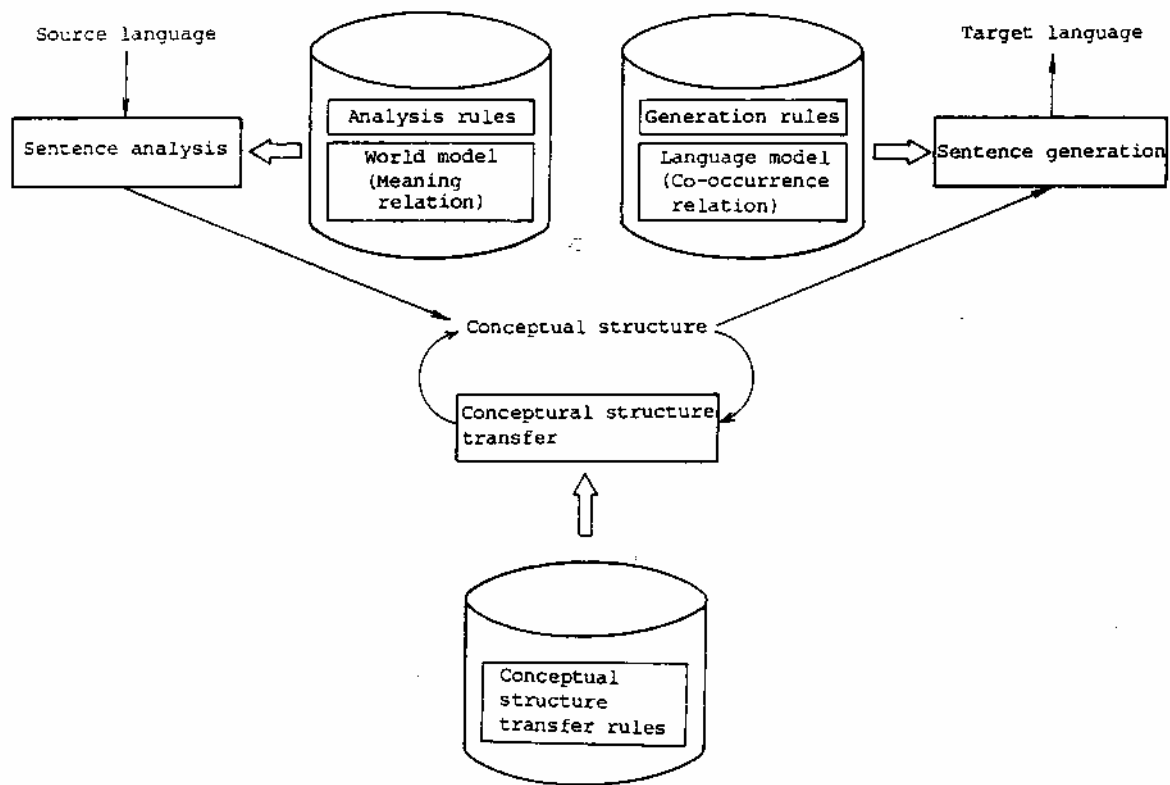 Source language
Target language
Analysis rules
Generation rules
Sentence analysis
World model
(Meaning
relation)
Language model
(Co-occurrence
relation)
Sentence generation
Conceptual structure
Conceptural structure
transfer
Conceptual
structure
transfer rules